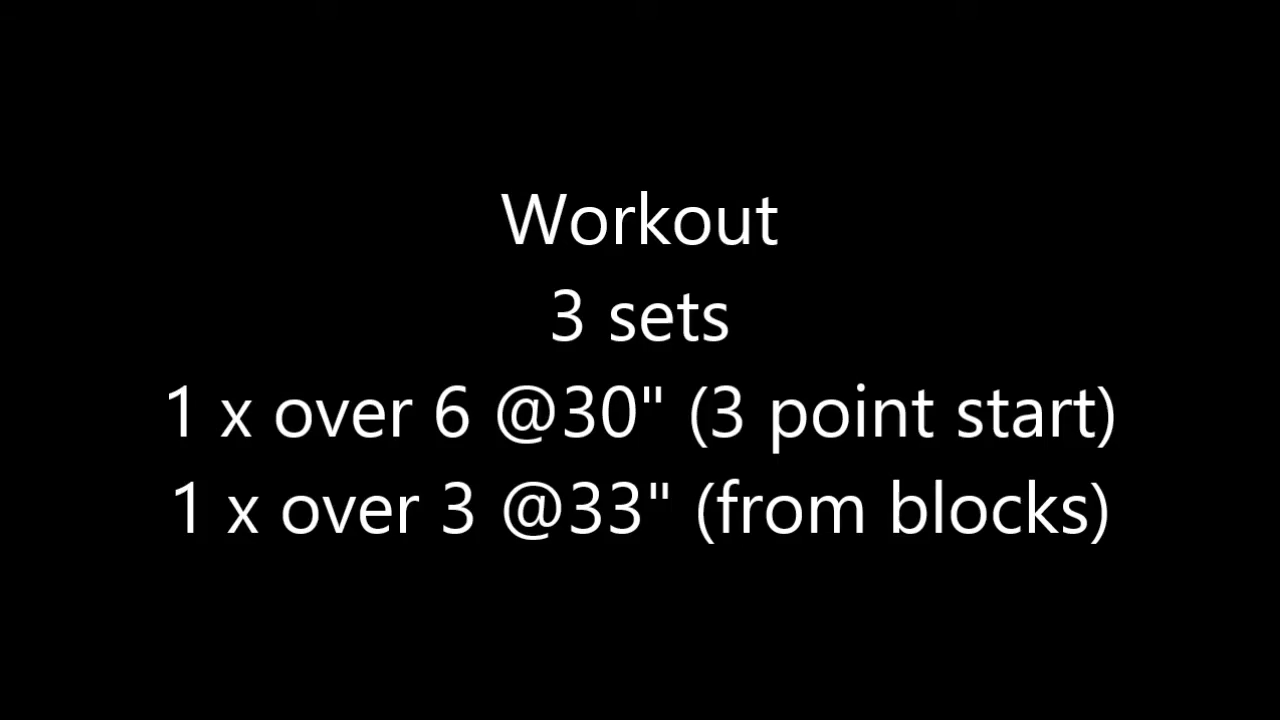 Workout
3 sets
1 x over 6 @30" (3 point start)
1 x over 3 @33" (from blocks)